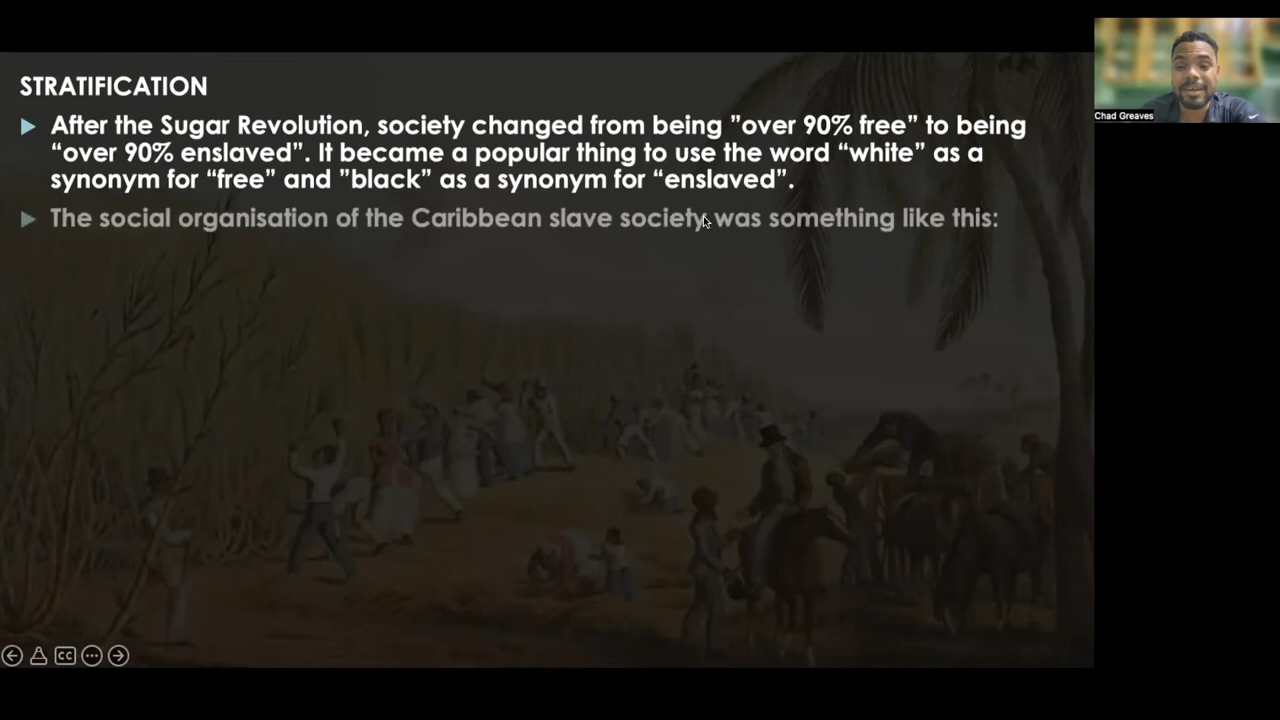 STRATIFICATION
After the Sugar Revolution, society changed from being ”over 90% free” to being
“over 90% enslaved”. It became a popular thing to use the word “white” as a
synonym for “free” and ”black” as a synonym for “enslaved”.
The social organisation of the Caribbean slave society was something like this:
Chad Greaves
CC